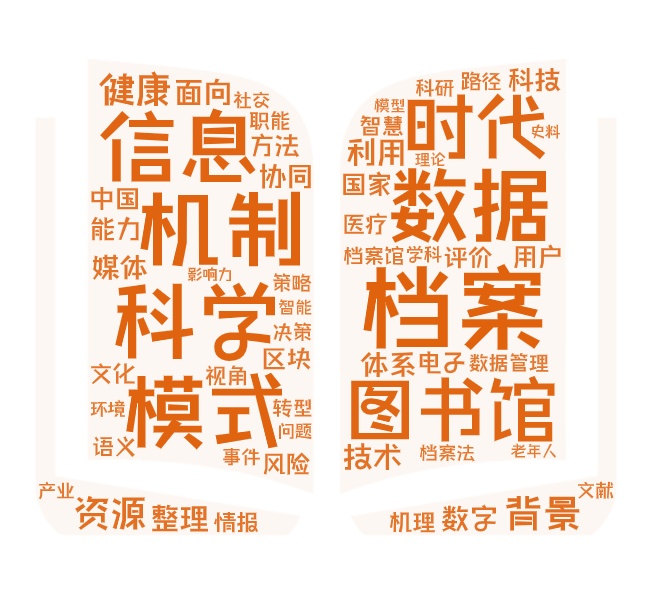 健康
面向
社交
信息
职能
方法
协同
中国
能力
机制
媒体
影响力
策略
科学
智能
决策
区块
文化
视角
环境
模式
转型
问题
语义
事件
风险
产业
资源
整理
情报
科研
路径
科技
模型
智慧
时代
史料
利用
理论
国家
数据
医疗
档案馆
学科
评价
用户
档案
体系
电子
数据管理
图书馆
技术
档案法
老年人
机理
数字
背景
文献